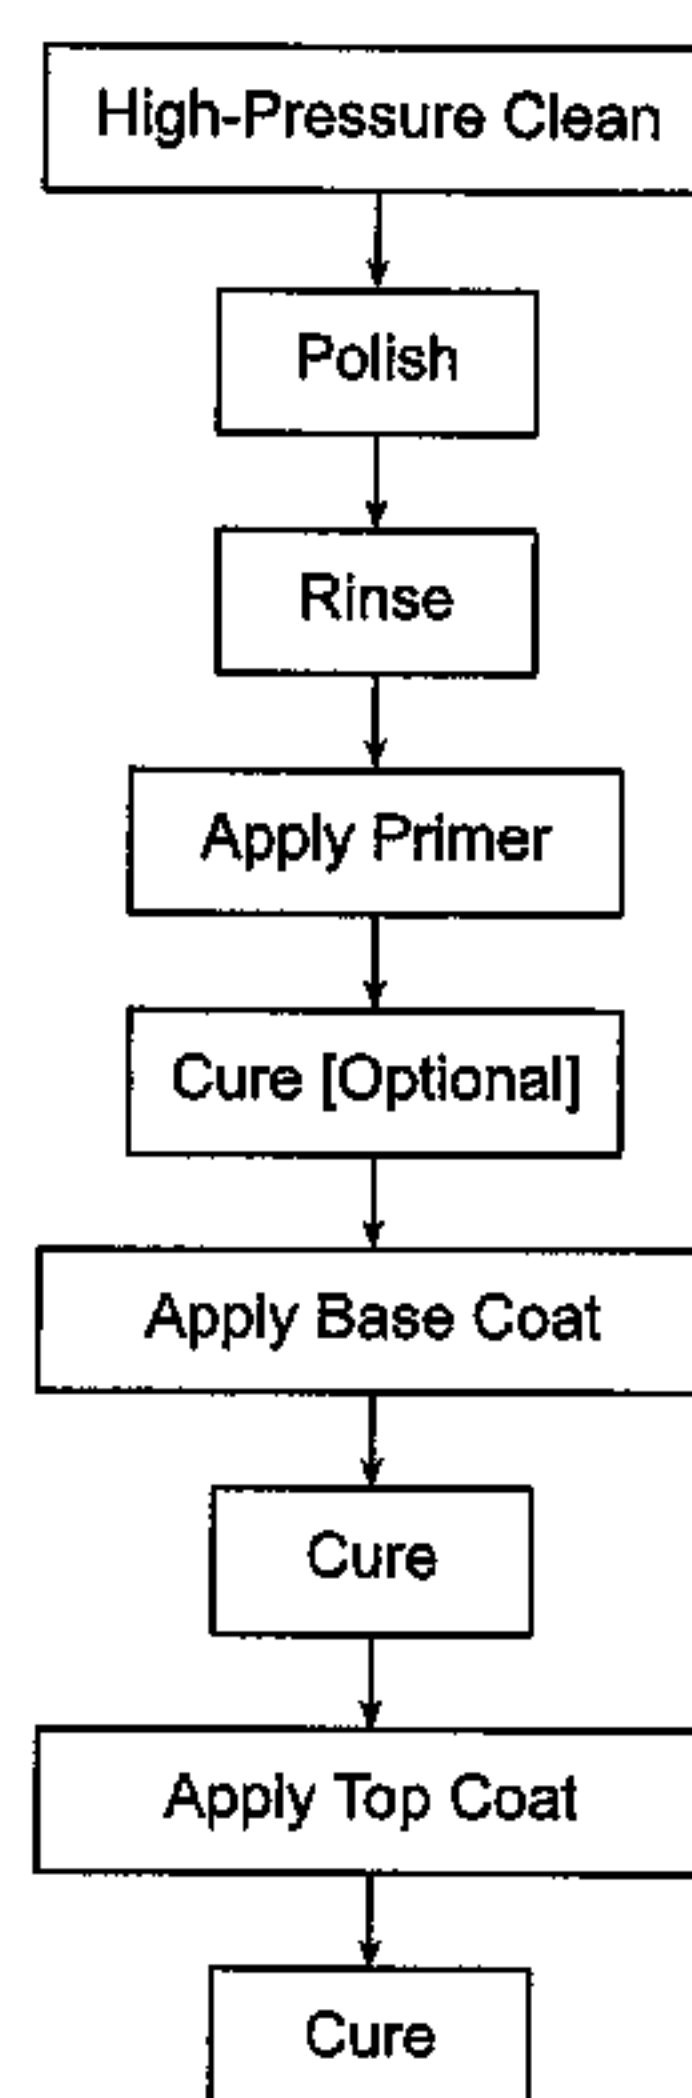 High-Pressure Clean
Polish
Rinse
Apply Primer
Cure [Optional]
Apply Base Coat
Cure
Apply Top Coat
Cure